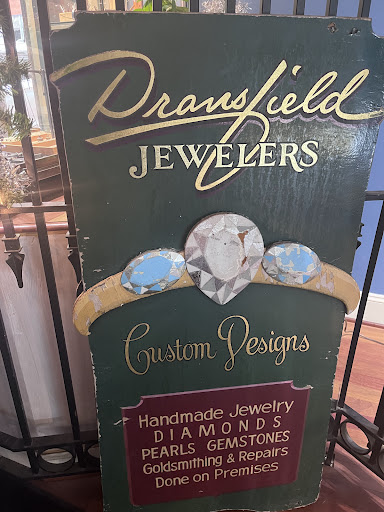 Dransfield
JEWELERS
Custom Designs
Handmade Jewelry
DIAMONDS
PEARLS GEMSTONES
Goldsmithing & Repairs
Done on Premises